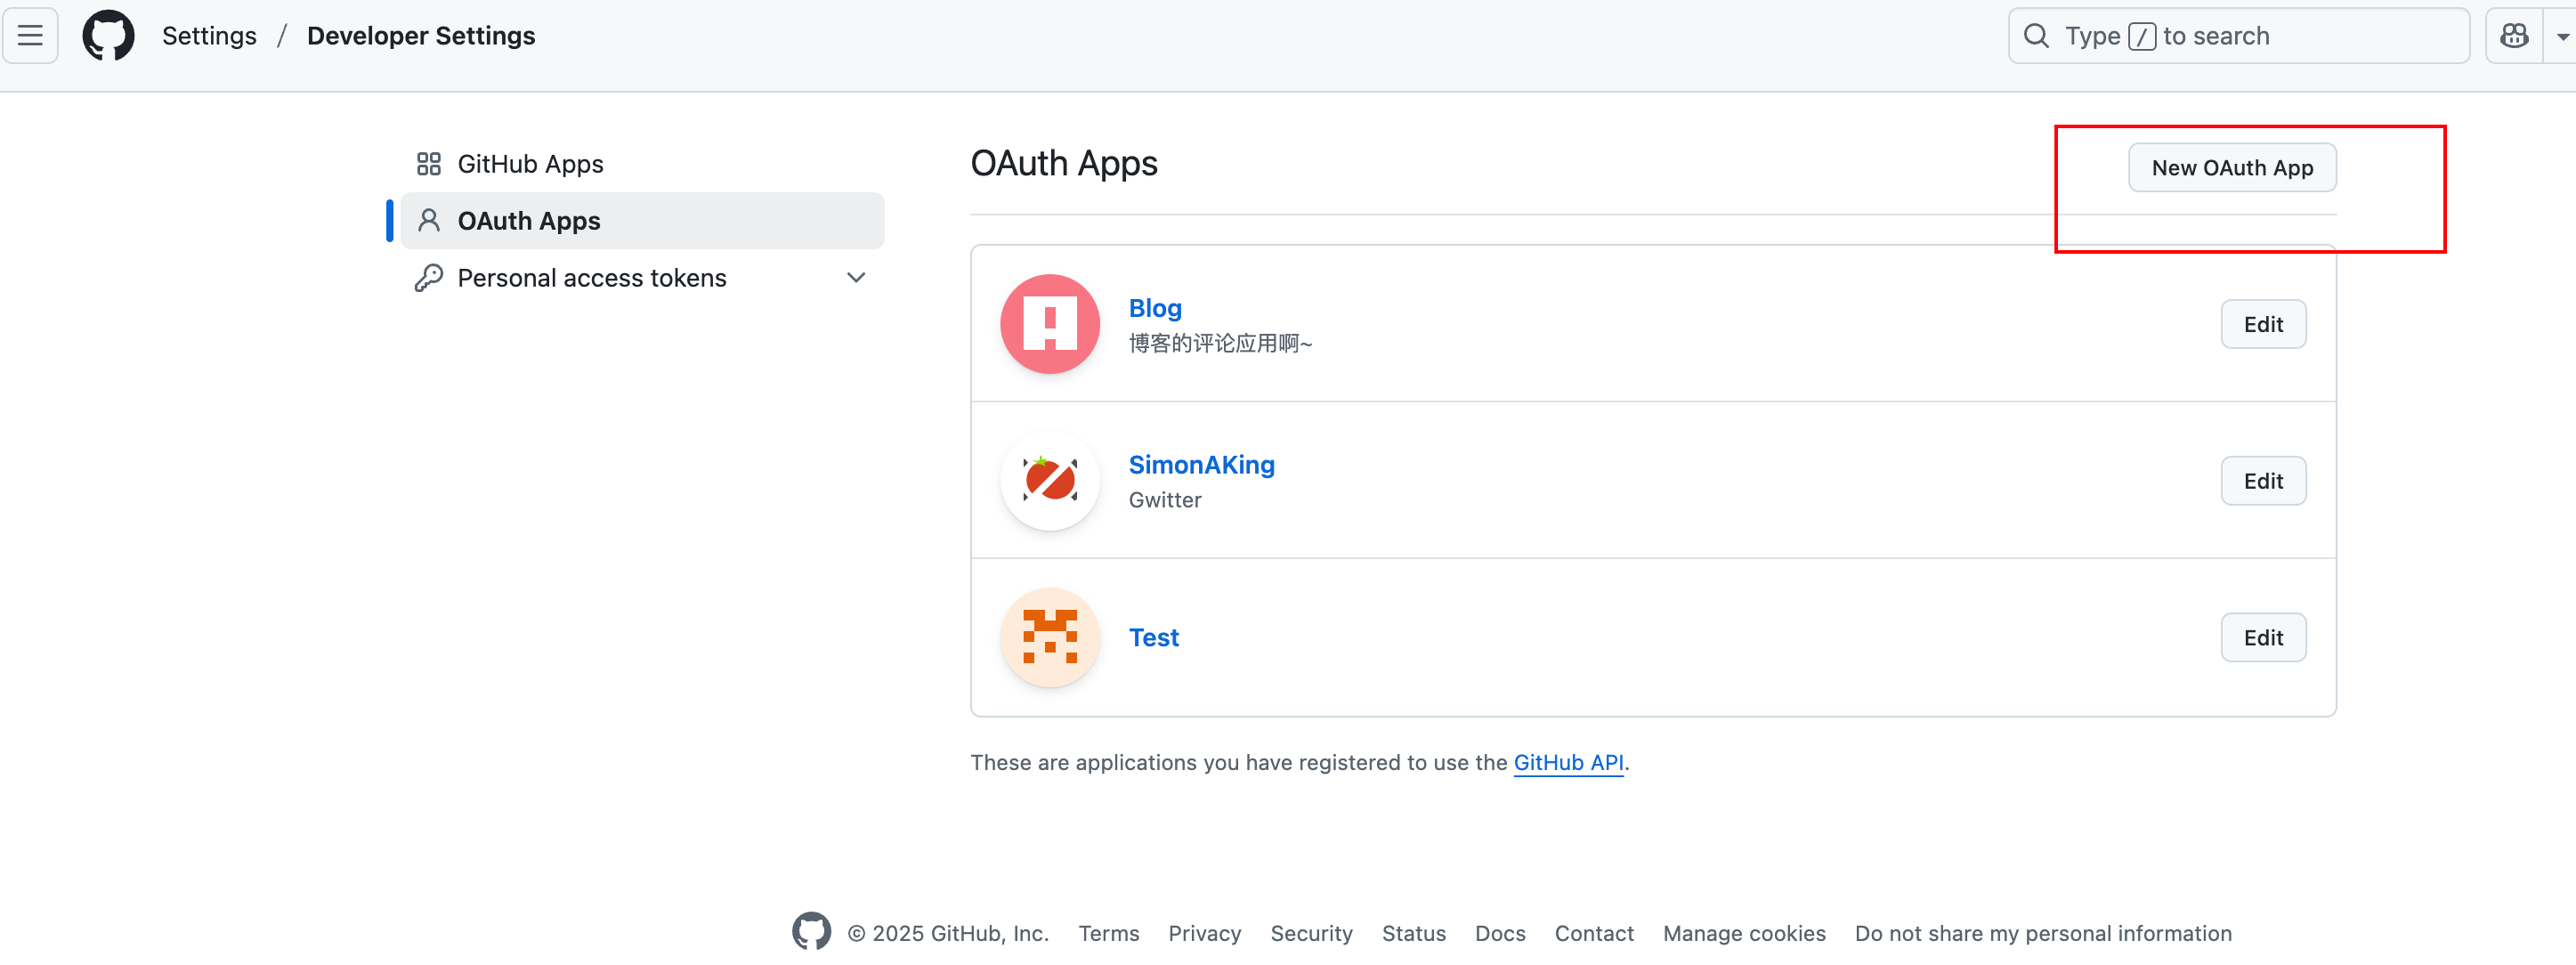 Settings / Developer Settings
Type / to search
GitHub Apps
OAuth Apps
Personal access tokens
OAuth Apps
New OAuth App
Blog
博客的评论应用啊~
Edit
SimonAKing
Gwitter
Edit
Test
Edit
These are applications you have registered to use the GitHub API.
© 2025 GitHub, Inc. Terms Privacy Security Status Docs Contact Manage cookies Do not share my personal information